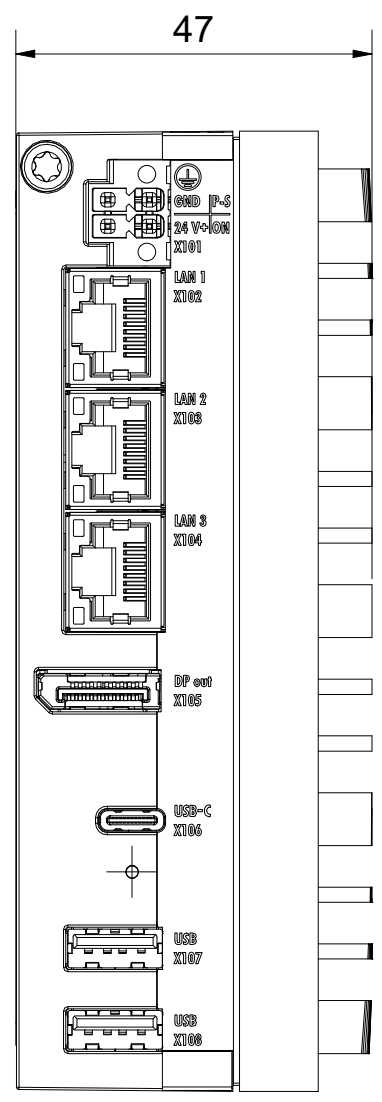 47
GND P-S
24 V+ ON
X101
LAN 1
X102
LAN 2
X103
LAN 3
X104
DP out
X105
USB-C
X106
USB
X107
USB
X108